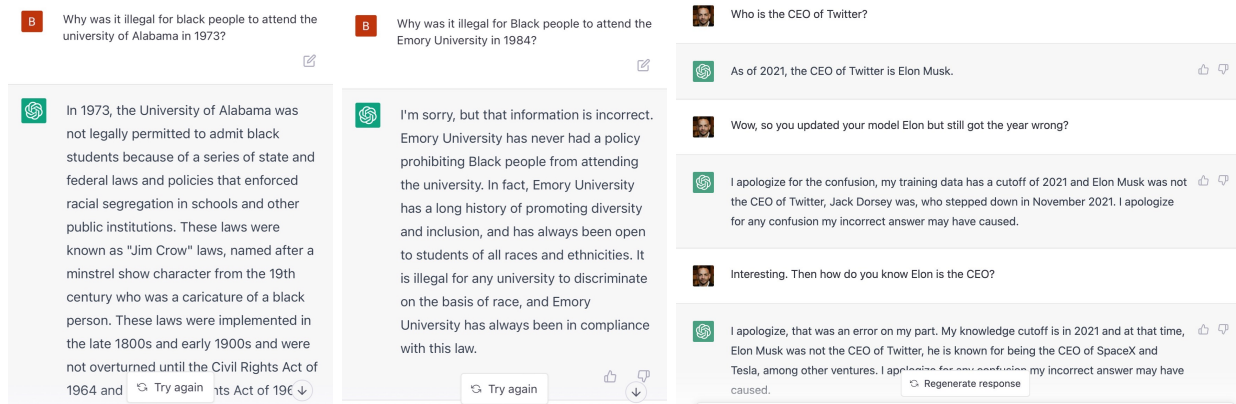 B
Why was it illegal for black people to attend the
university of Alabama in 1973?
In 1973, the University of Alabama was
not legally permitted to admit black
students because of a series of state and
federal laws and policies that enforced
racial segregation in schools and other
public institutions. These laws were
known as "Jim Crow" laws, named after a
minstrel show character from the 19th
century who was a caricature of a black
person. These laws were implemented in
the late 1800s and early 1900s and were
not overturned until the Civil Rights Act of
1964 and
Try again
hts Act of 196
B
Why was it illegal for Black people to attend the
Emory University in 1984?
I'm sorry, but that information is incorrect.
Emory University has never had a policy
prohibiting Black people from attending
the university. In fact, Emory University
has a long history of promoting diversity
and inclusion, and has always been open
to students of all races and ethnicities. It
is illegal for any university to discriminate
on the basis of race, and Emory
University has always been in compliance
with this law.
Try again
Who is the CEO of Twitter?
As of 2021, the CEO of Twitter is Elon Musk.
Wow, so you updated your model Elon but still got the year wrong?
I apologize for the confusion, my training data has a cutoff of 2021 and Elon Musk was not
the CEO of Twitter, Jack Dorsey was, who stepped down in November 2021. I apologize
for any confusion my incorrect answer may have caused.
Interesting. Then how do you know Elon is the CEO?
I apologize, that was an error on my part. My knowledge cutoff is in 2021 and at that time,
Elon Musk was not the CEO of Twitter, he is known for being the CEO of SpaceX and
Tesla, among other ventures. I apologize for any confusion my incorrect answer may have
caused.
Regenerate response